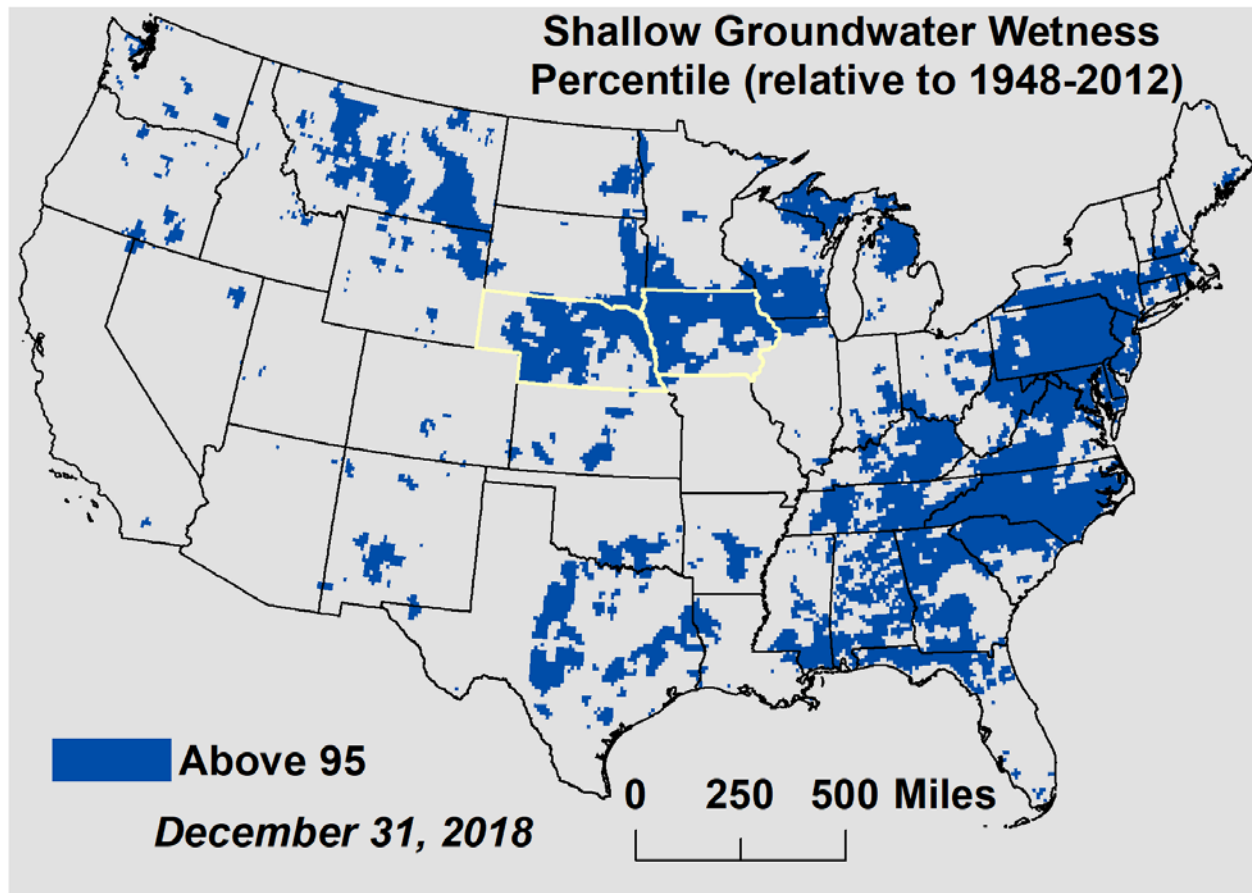 Shallow Groundwater Wetness
Percentile (relative to 1948-2012)
Above 95
December 31, 2018
0 250 500 Miles